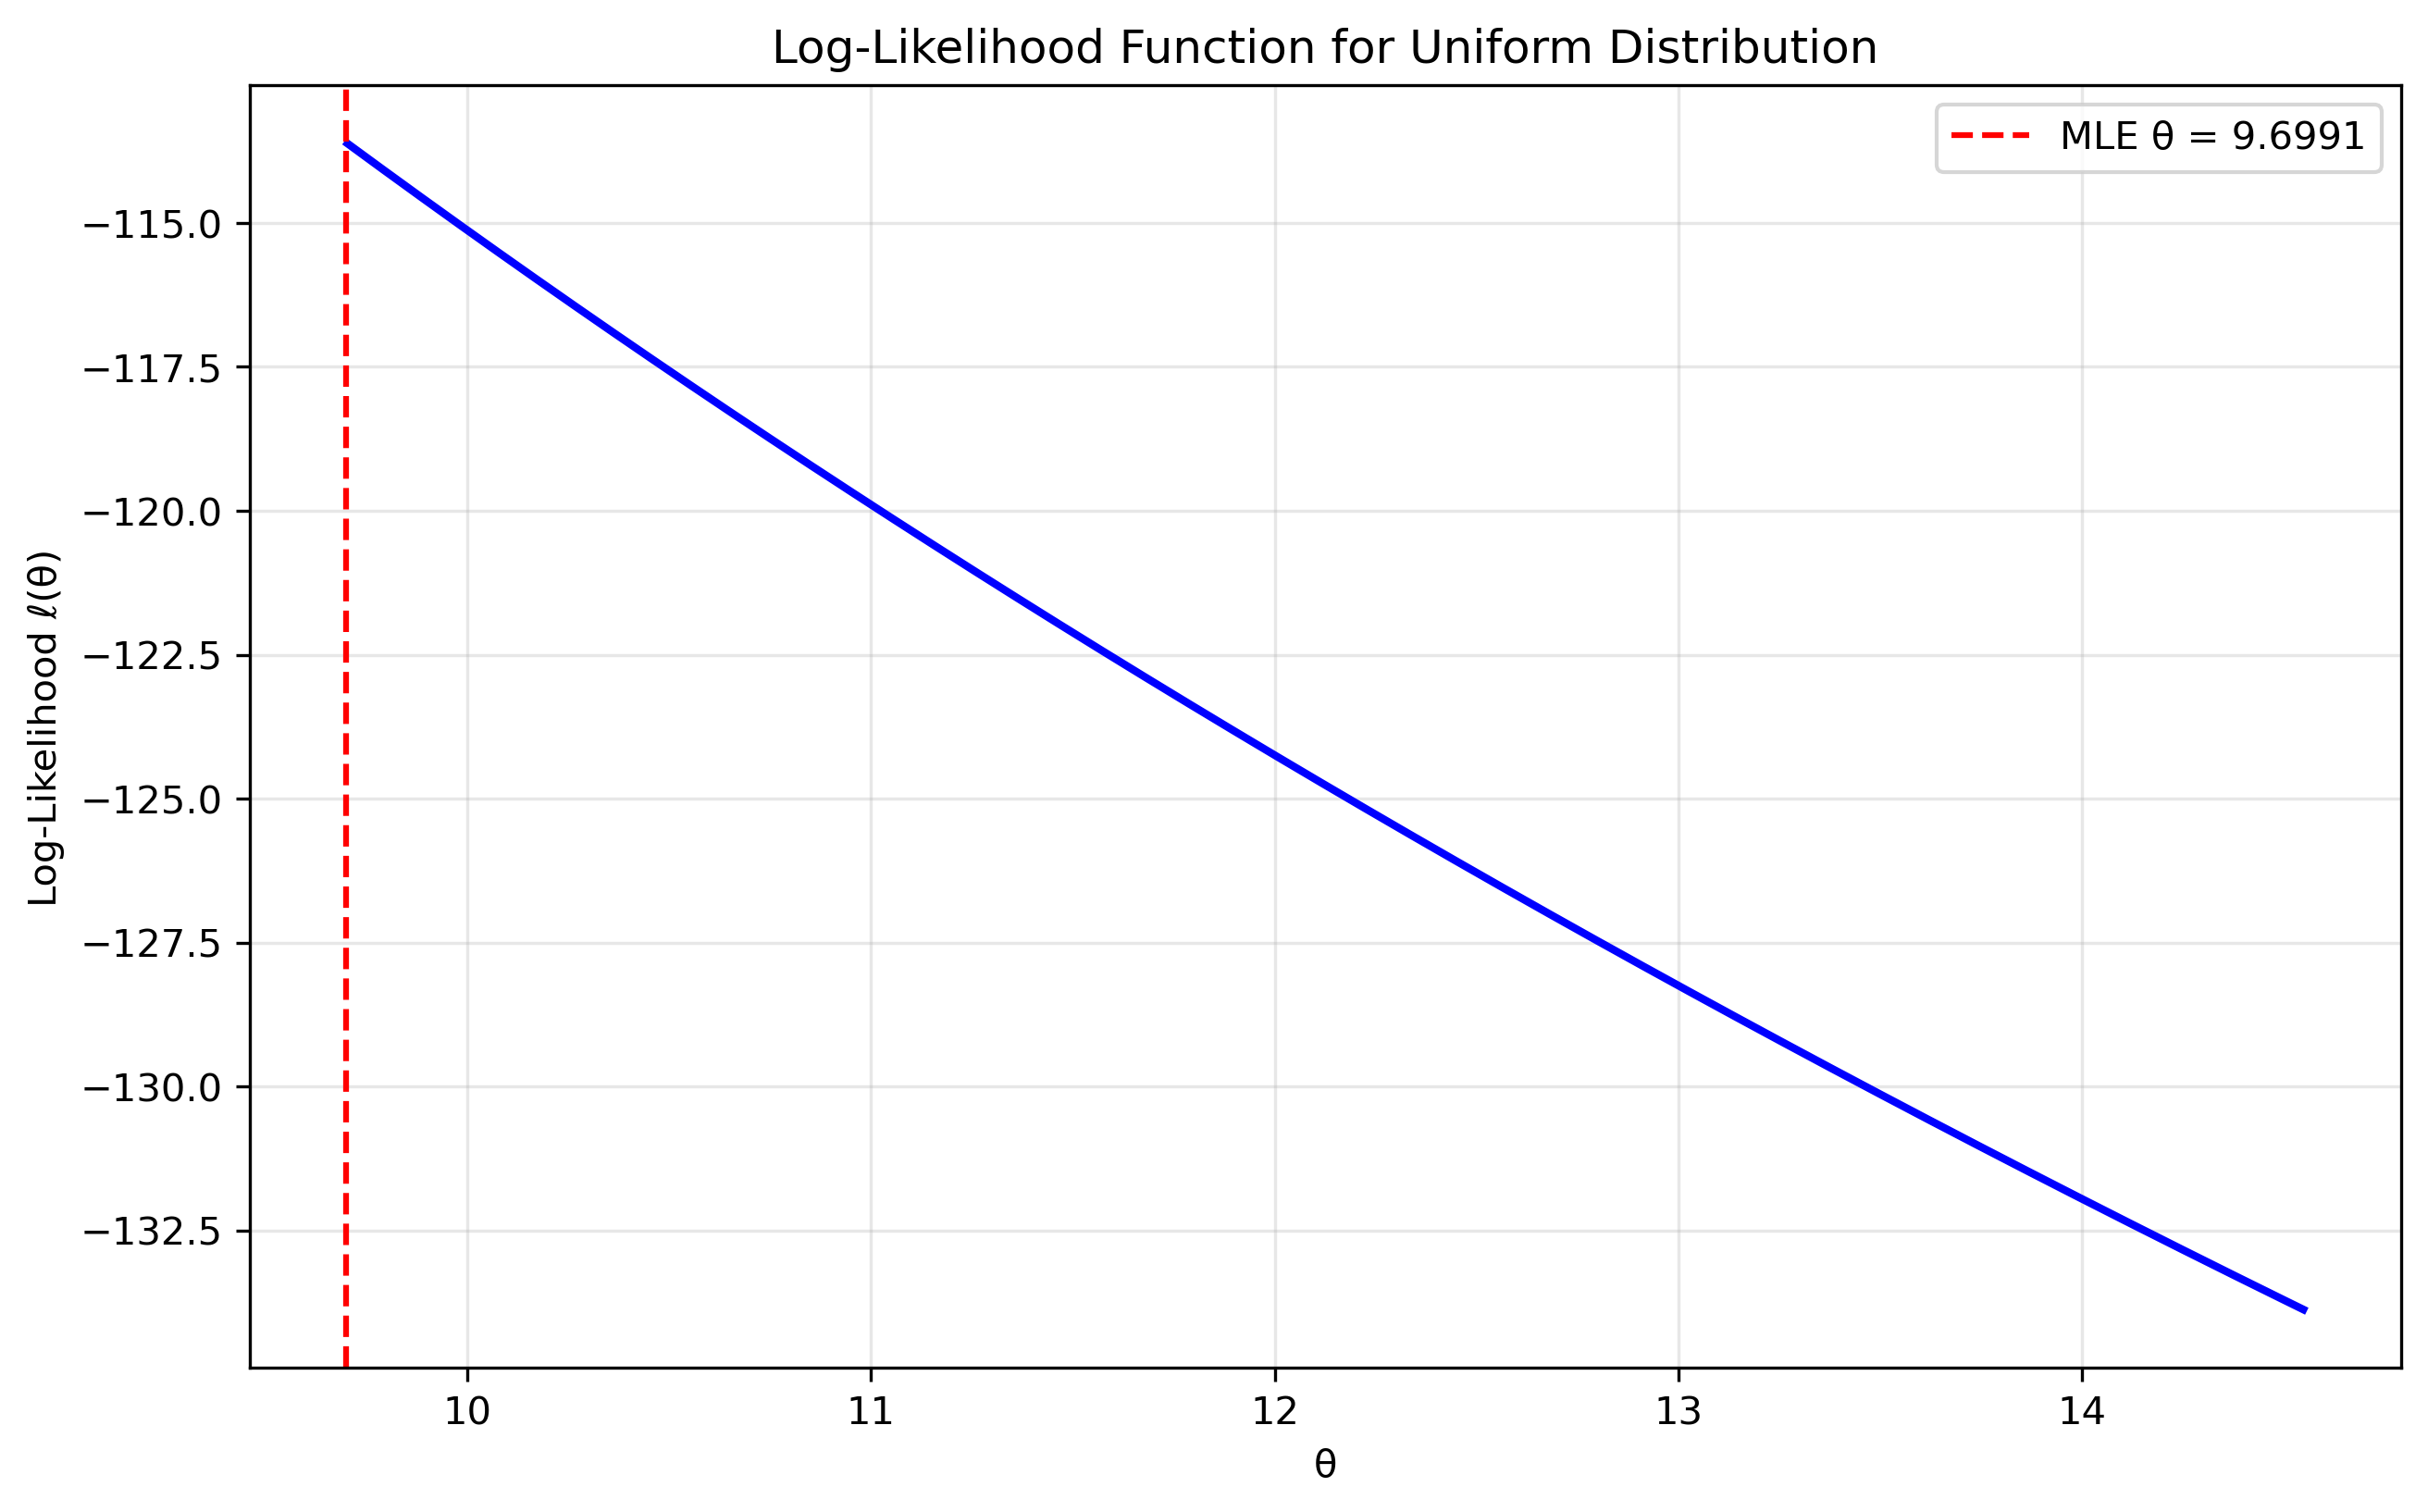 Log-Likelihood Function for Uniform Distribution
MLE θ = 9.6991
Log-Likelihood ℓ(θ)
−115.0
−117.5
−120.0
−122.5
−125.0
−127.5
−130.0
−132.5
10 11 12 13 14
θ